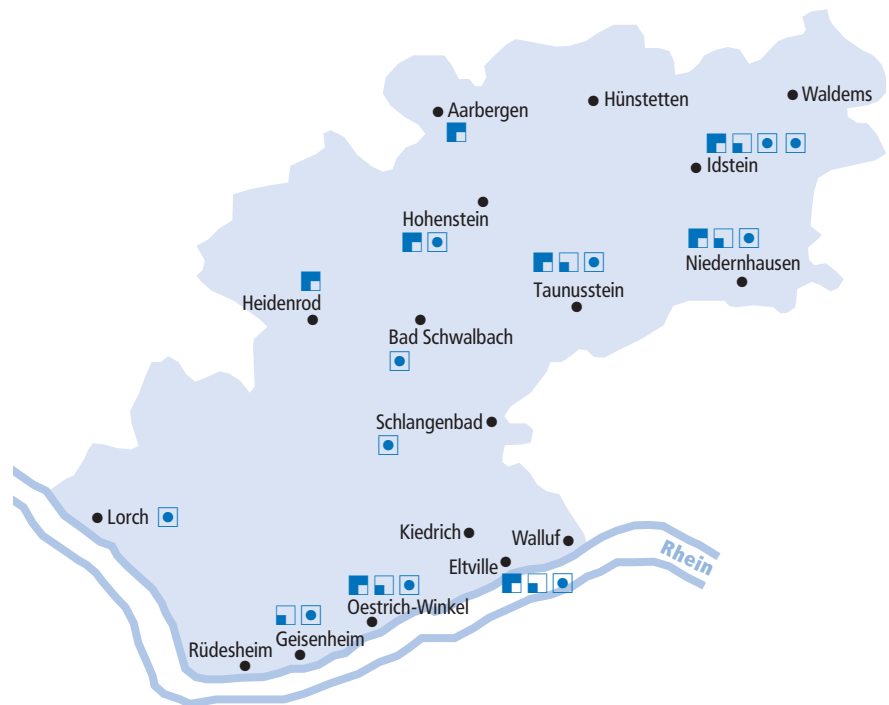 Waldems
Hünstetten
Aarbergen
Idstein
Hohenstein
Niedernhausen
Taunusstein
Heidenrod
Bad Schwalbach
Schlangenbad
Lorch
Kiedrich
Walluf
Eltville
Rhein
Oestrich-Winkel
Geisenheim
Rüdesheim